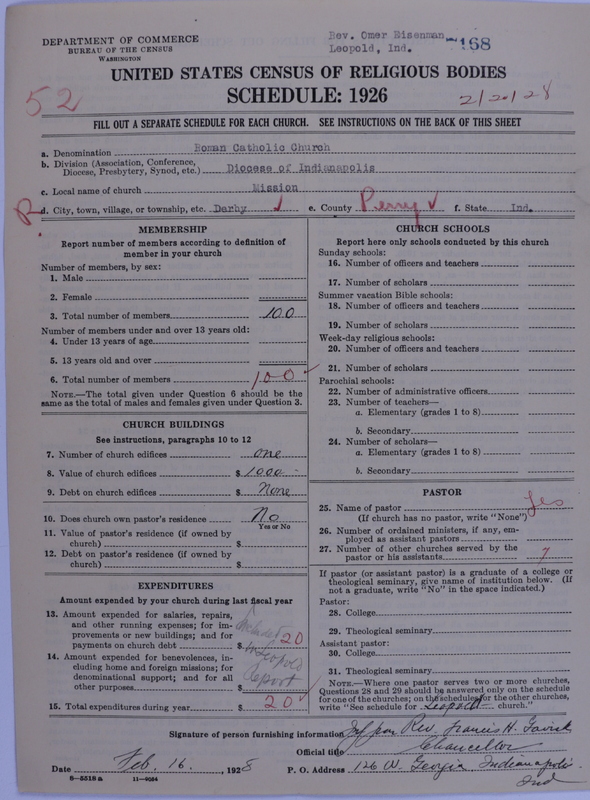 DEPARTMENT OF COMMERCE
BUREAU OF THE CENSUS
WASHINGTON
Rev. Omer Eisenman
Leopold, Ind.
7168
UNITED STATES CENSUS OF RELIGIOUS BODIES
SCHEDULE: 1926
52
2/20/28
FILL OUT A SEPARATE SCHEDULE FOR EACH CHURCH. SEE INSTRUCTIONS ON THE BACK OF THIS SHEET
a. Denomination Roman Catholic Church
b. Division (Association, Conference,
Diocese, Presbytery, Synod, etc.) Diocese of Indianapolis
c. Local name of church Mission
R. d. City, town, village, or township, etc. Derby e. County Perry f. State Ind.
MEMBERSHIP
Report number of members according to definition of
member in your church
Number of members, by sex:
1. Male
2. Female
3. Total number of members 100
Number of members under and over 13 years old:
4. Under 13 years of age
5. 13 years old and over
6. Total number of members 100
NOTE.—The total given under Question 6 should be
same as the total of males and females given under Question 3.
CHURCH BUILDINGS
See instructions, paragraphs 10 to 12
7. Number of church edifices one
8. Value of church edifices $ 1000
9. Debt on church edifices $ None
10. Does church own pastor's residence No
Yes or No
11. Value of pastor's residence (if owned by
church) $
12. Debt on pastor's residence (if owned by
church) $
EXPENDITURES
Amount expended by your church during last fiscal year
13. Amount expended for salaries, repairs,
and other running expenses; for im-
provements or new buildings; and for
payments on church debt $ 20
included
in Leopold
report
14. Amount expended for benevolences, in-
cluding home and foreign missions; for
denominational support; and for all
other purposes $
15. Total expenditures during year $ 20
CHURCH SCHOOLS
Report here only schools conducted by this church
Sunday schools:
16. Number of officers and teachers
17. Number of scholars
Summer vacation Bible schools:
18. Number of officers and teachers
19. Number of scholars
Week-day religious schools:
20. Number of officers and teachers
21. Number of scholars
Parochial schools:
22. Number of administrative officers
23. Number of teachers—
a. Elementary (grades 1 to 8)
b. Secondary
24. Number of scholars—
a. Elementary (grades 1 to 8)
b. Secondary
PASTOR
25. Name of pastor Yes
(If church has no pastor, write "None")
26. Number of ordained ministers, if any, em-
ployed as assistant pastors
27. Number of other churches served by the
pastor or his assistants
If pastor (or assistant pastor) is a graduate of a college or
theological seminary, give name of institution below. (If
not a graduate, write "No" in the space indicated.)
Pastor:
28. College
29. Theological seminary
Assistant pastor:
30. College
31. Theological seminary
NOTE.—Where one pastor serves two or more churches,
Questions 28 and 29 should be answered only on the schedule
for one of the churches; on the schedules for the other churches,
write "See schedule for Leopold church."
Signature of person furnishing information Rev. Francis H.
Official title Chancellor
Date Feb. 16, 1928 P. O. Address 126 W. Georgia Indianapolis
Ind
8—5518 a 11—9084